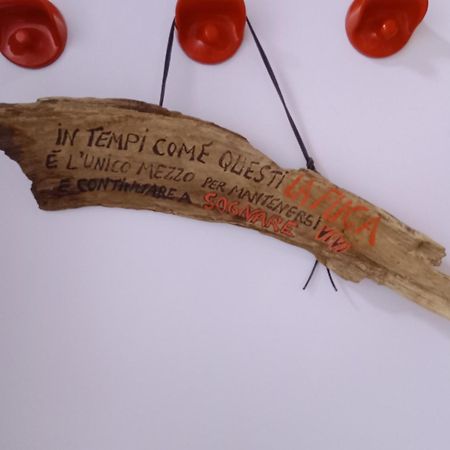 IN TEMPI COME QUESTI LA FUGA
È L'UNICO MEZZO PER MANTENERSI VIVI
E CONTINUARE A SOGNARE